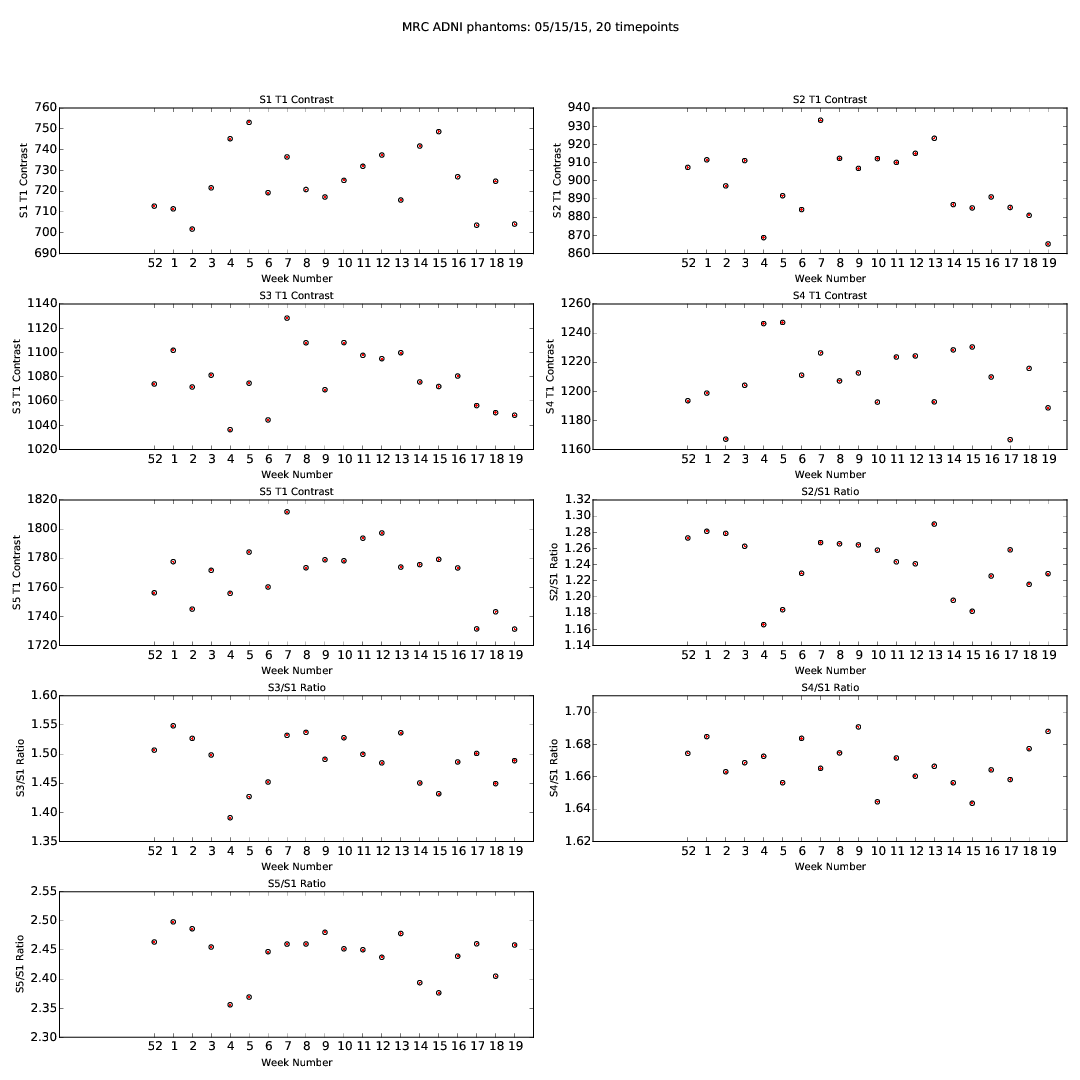 MRC ADNI phantoms: 05/15/15, 20 timepoints
S1 T1 Contrast
S1 T1 Contrast
760
750
740
730
720
710
700
690
52 1 2 3 4 5 6 7 8 9 10 11 12 13 14 15 16 17 18 19
Week Number
S2 T1 Contrast
S2 T1 Contrast
940
930
920
910
900
890
880
870
860
52 1 2 3 4 5 6 7 8 9 10 11 12 13 14 15 16 17 18 19
Week Number
S3 T1 Contrast
S3 T1 Contrast
1140
1120
1100
1080
1060
1040
1020
52 1 2 3 4 5 6 7 8 9 10 11 12 13 14 15 16 17 18 19
Week Number
S4 T1 Contrast
S4 T1 Contrast
1260
1240
1220
1200
1180
1160
52 1 2 3 4 5 6 7 8 9 10 11 12 13 14 15 16 17 18 19
Week Number
S5 T1 Contrast
S5 T1 Contrast
1820
1800
1780
1760
1740
1720
52 1 2 3 4 5 6 7 8 9 10 11 12 13 14 15 16 17 18 19
Week Number
S2/S1 Ratio
S2/S1 Ratio
1.32
1.30
1.28
1.26
1.24
1.22
1.20
1.18
1.16
1.14
52 1 2 3 4 5 6 7 8 9 10 11 12 13 14 15 16 17 18 19
Week Number
S3/S1 Ratio
S3/S1 Ratio
1.60
1.55
1.50
1.45
1.40
1.35
52 1 2 3 4 5 6 7 8 9 10 11 12 13 14 15 16 17 18 19
Week Number
S4/S1 Ratio
S4/S1 Ratio
1.70
1.68
1.66
1.64
1.62
52 1 2 3 4 5 6 7 8 9 10 11 12 13 14 15 16 17 18 19
Week Number
S5/S1 Ratio
S5/S1 Ratio
2.55
2.50
2.45
2.40
2.35
2.30
52 1 2 3 4 5 6 7 8 9 10 11 12 13 14 15 16 17 18 19
Week Number